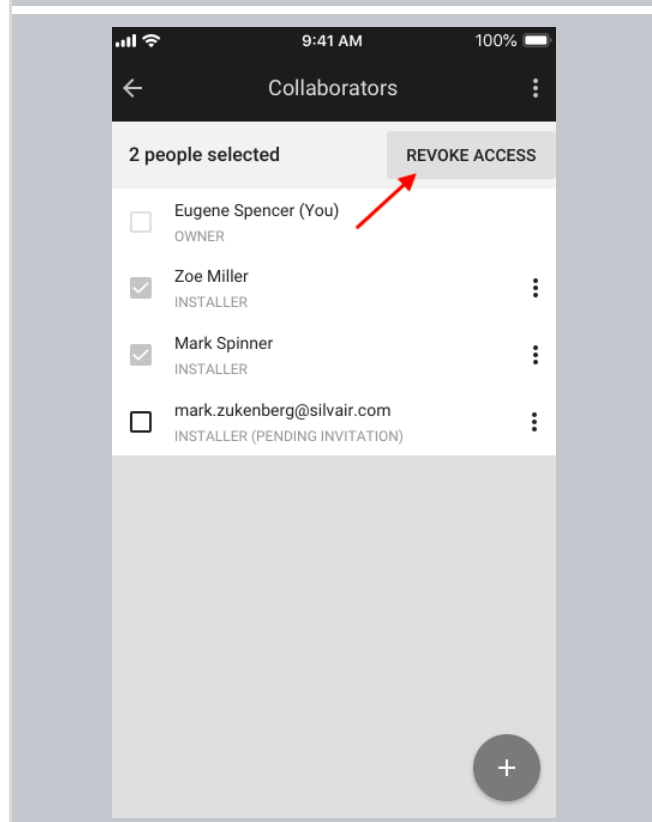 9:41 AM
100%
Collaborators
2 people selected
REVOKE ACCESS
Eugene Spencer (You)
OWNER
Zoe Miller
INSTALLER
Mark Spinner
INSTALLER
mark.zukenberg@silvair.com
INSTALLER (PENDING INVITATION)
+